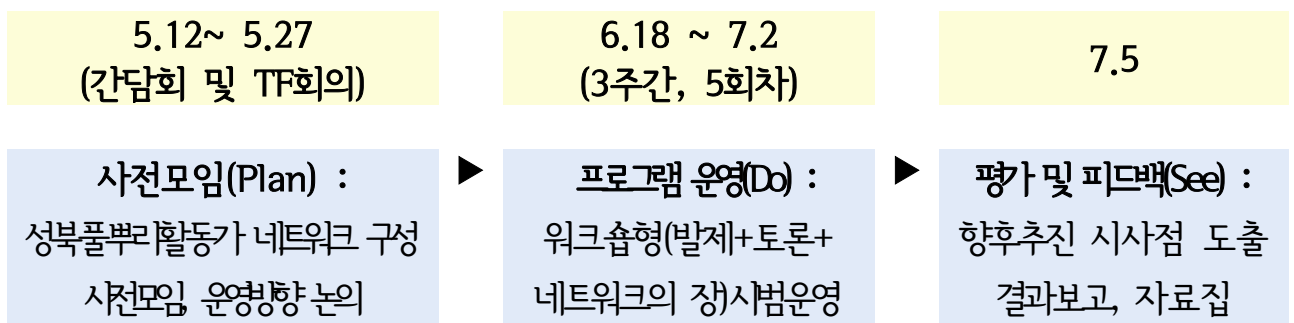 5.12~ 5.27
(간담회 및 TF회의)
6.18 ~ 7.2
(3주간, 5회차)
7.5
사전모임(Plan) :
성북풀뿌리활동가 네트워크 구성
사전모임, 운영방향 논의
▶
프로그램 운영(Do) :
워크숍형(발제+토론+
네트워크의 장)시범운영
▶
평가 및 피드백(See) :
향후추진 시사점 도출
결과보고, 자료집